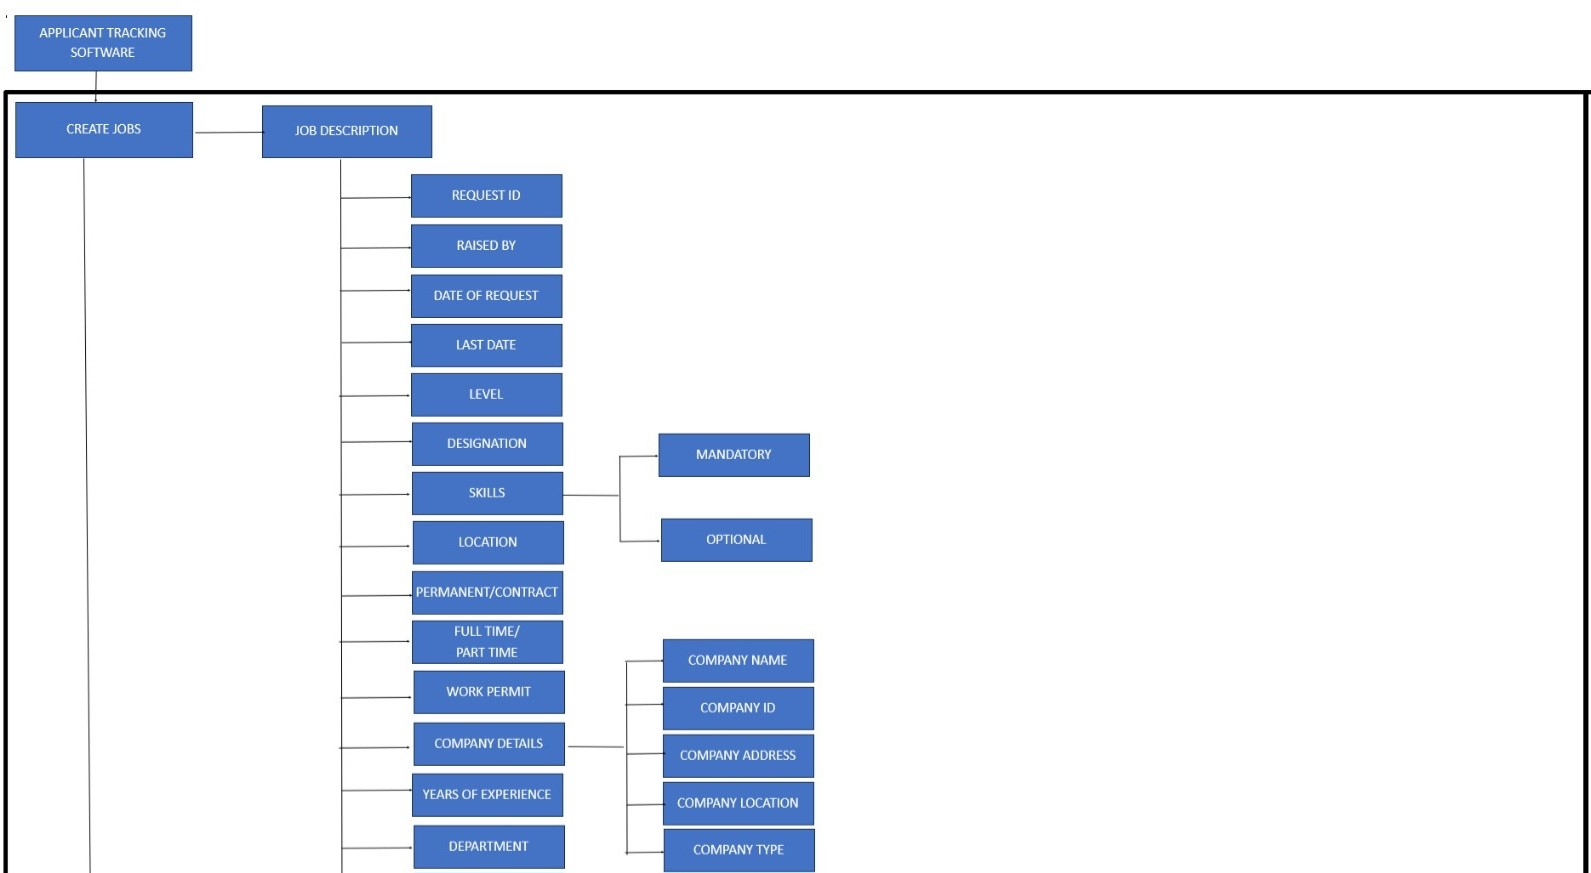 APPLICANT TRACKING
SOFTWARE
CREATE JOBS
JOB DESCRIPTION
REQUEST ID
RAISED BY
DATE OF REQUEST
LAST DATE
LEVEL
DESIGNATION
SKILLS
MANDATORY
OPTIONAL
LOCATION
PERMANENT/CONTRACT
FULL TIME/
PART TIME
WORK PERMIT
COMPANY DETAILS
COMPANY NAME
COMPANY ID
COMPANY ADDRESS
COMPANY LOCATION
COMPANY TYPE
YEARS OF EXPERIENCE
DEPARTMENT